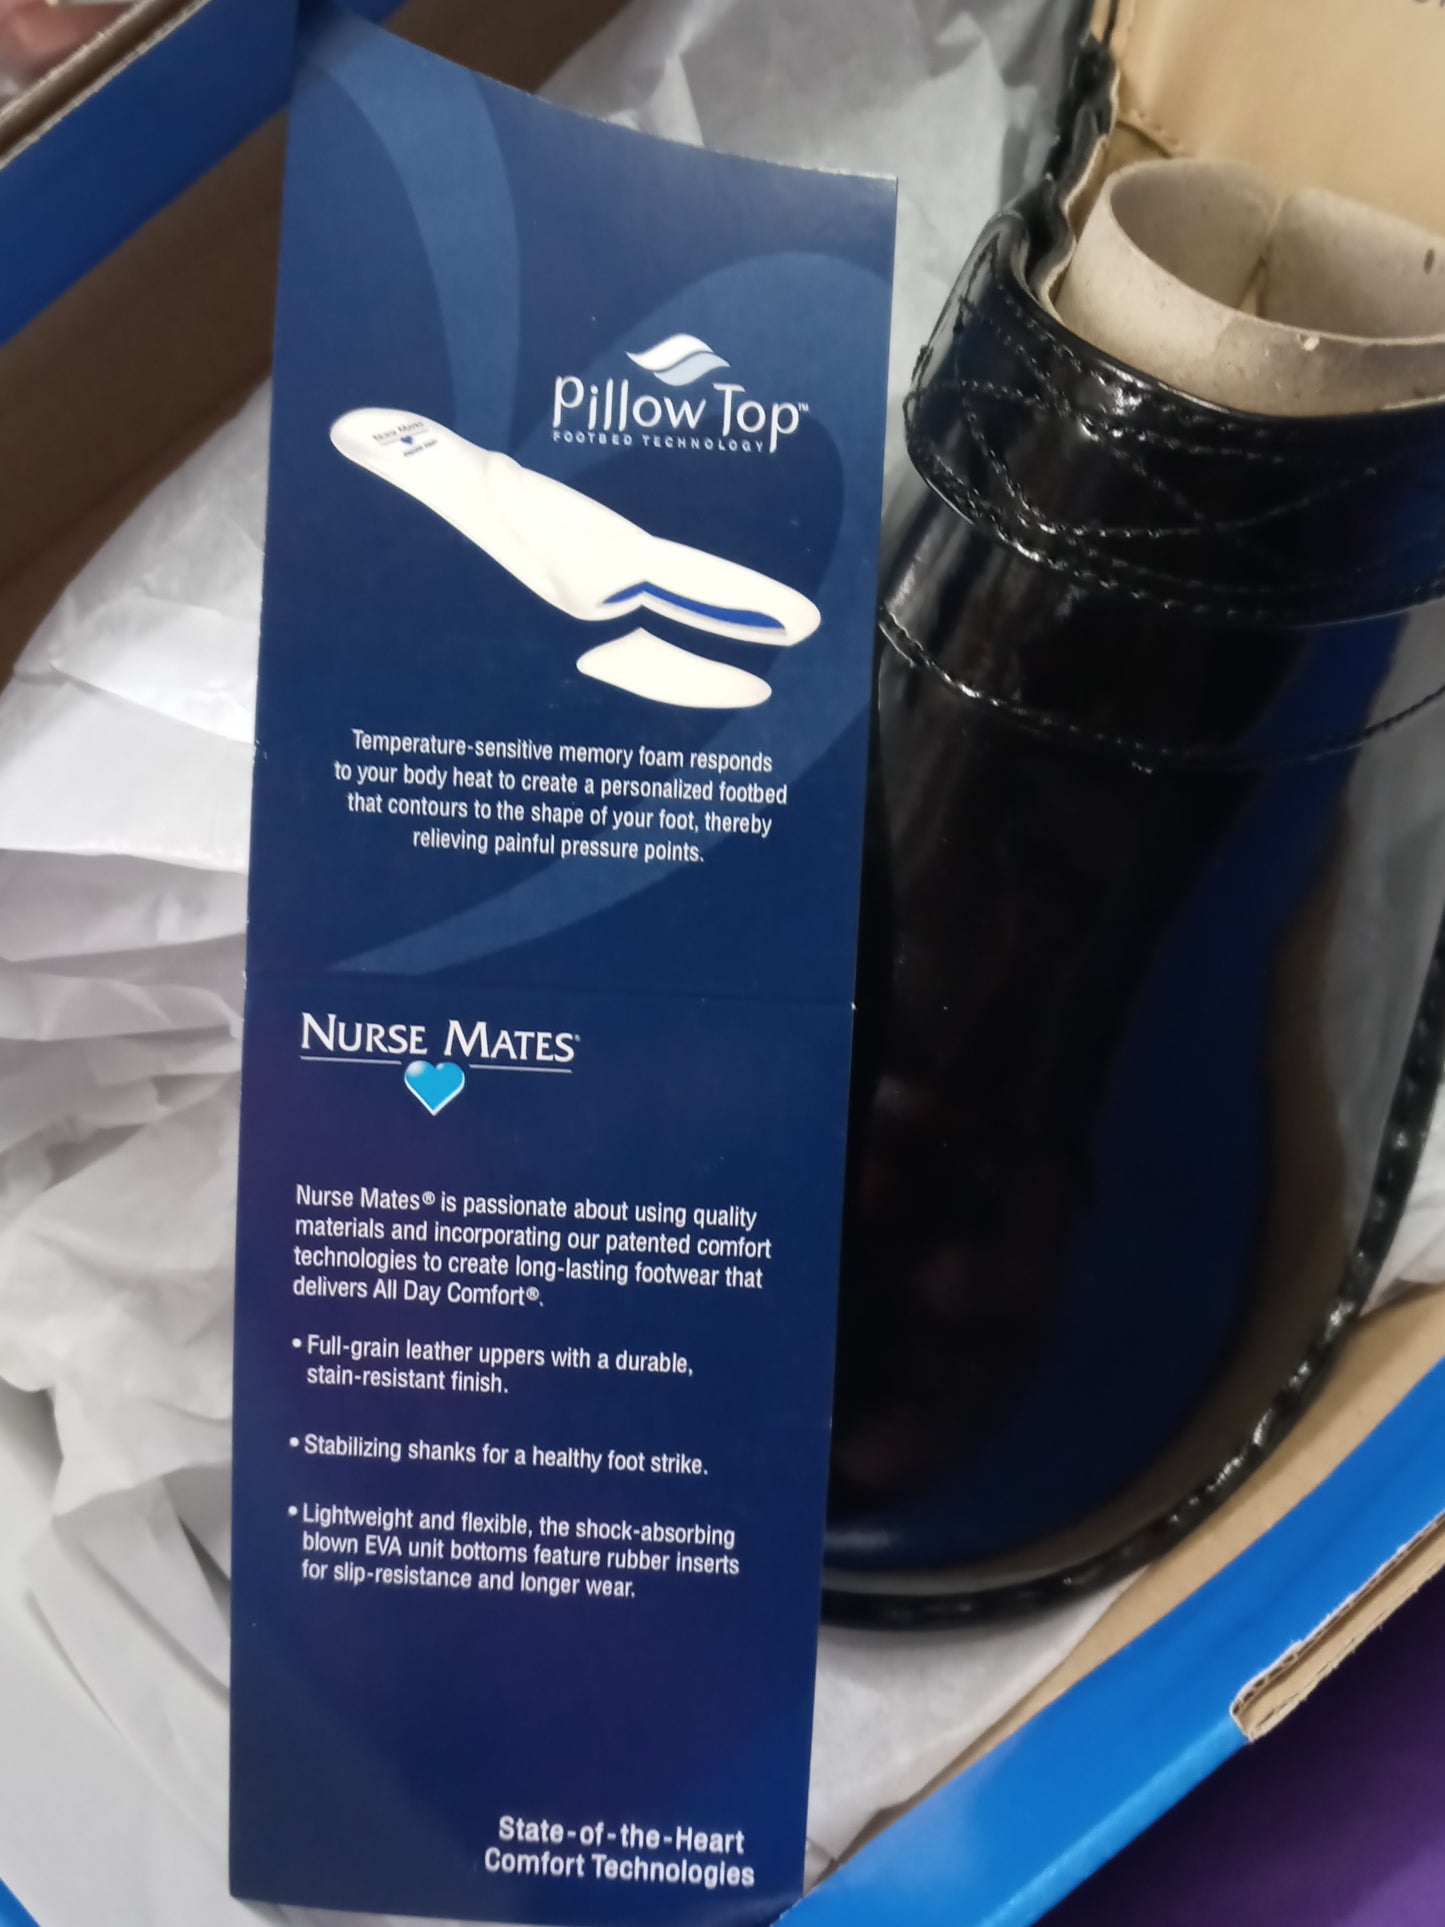 Pillow Top™
FOOTBED TECHNOLOGY
NURSE MATES
Temperature-sensitive memory foam responds
to your body heat to create a personalized footbed
that contours to the shape of your foot, thereby
relieving painful pressure points.
NURSE MATES®
Nurse Mates® is passionate about using quality
materials and incorporating our patented comfort
technologies to create long-lasting footwear that
delivers All Day Comfort®.
• Full-grain leather uppers with a durable,
stain-resistant finish.
• Stabilizing shanks for a healthy foot strike.
• Lightweight and flexible, the shock-absorbing
blown EVA unit bottoms feature rubber inserts
for slip-resistance and longer wear.
State-of-the-Heart
Comfort Technologies